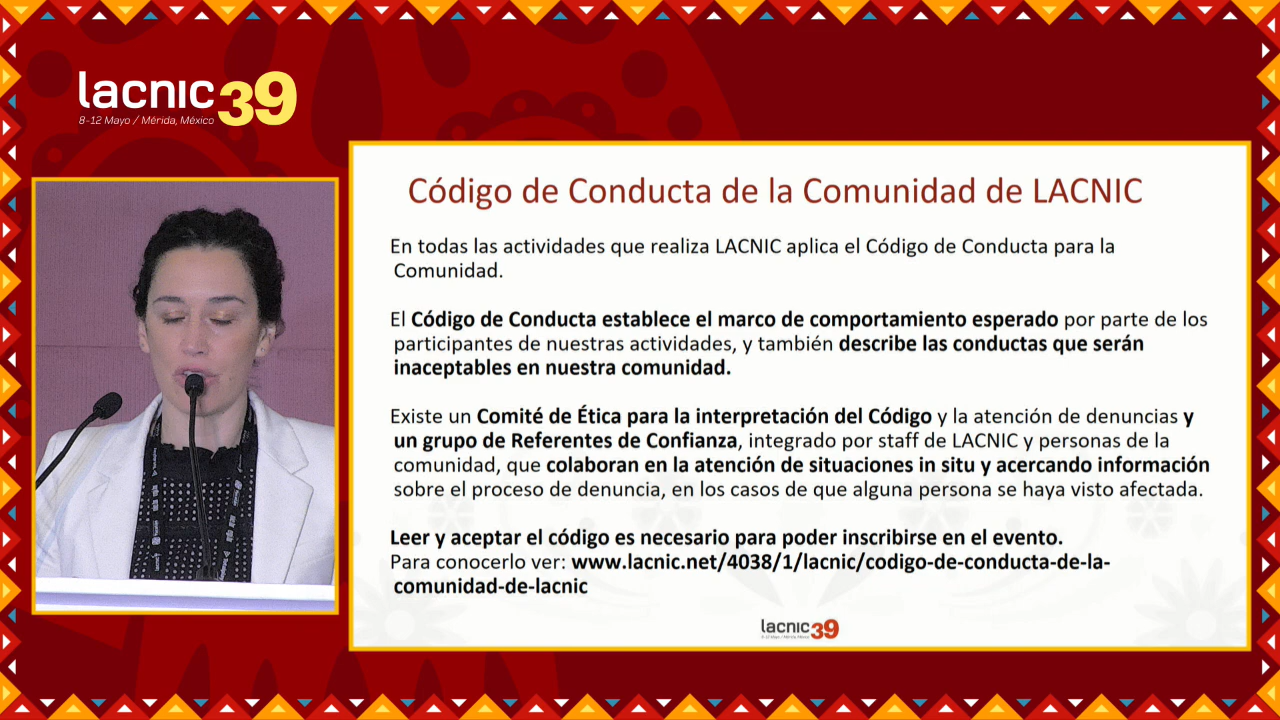 lacnic39
8-12 Mayo / Mérida, México
Código de Conducta de la Comunidad de LACNIC
En todas las actividades que realiza LACNIC aplica el Código de Conducta para la
Comunidad.
El Código de Conducta establece el marco de comportamiento esperado por parte de los
participantes de nuestras actividades, y también describe las conductas que serán
inaceptables en nuestra comunidad.
Existe un Comité de Ética para la interpretación del Código y la atención de denuncias y
un grupo de Referentes de Confianza, integrado por staff de LACNIC y personas de la
comunidad, que colaboran en la atención de situaciones in situ y acercando información
sobre el proceso de denuncia, en los casos de que alguna persona se haya visto afectada.
Leer y aceptar el código es necesario para poder inscribirse en el evento.
Para conocerlo ver: www.lacnic.net/4038/1/lacnic/codigo-de-conducta-de-la-
comunidad-de-lacnic
lacnic39
8-12 Mayo / Mérida, México